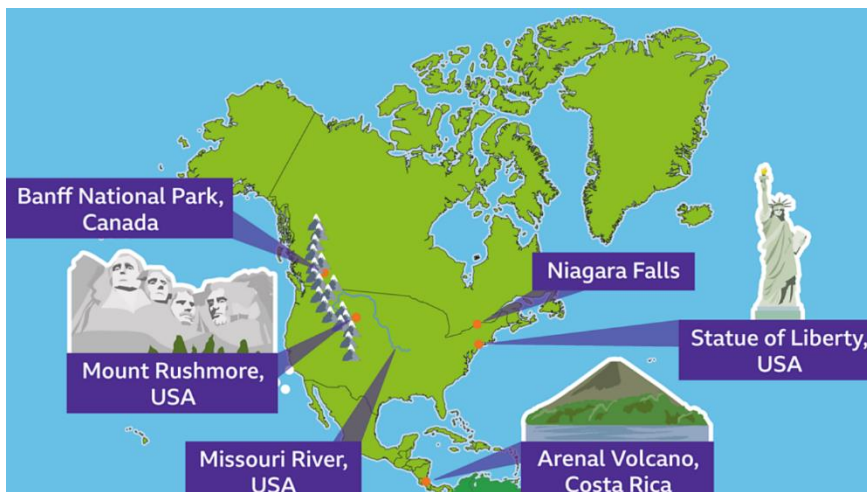 Banff National Park,
Canada
Niagara Falls
Statue of Liberty,
USA
Mount Rushmore,
USA
Missouri River,
USA
Arenal Volcano,
Costa Rica